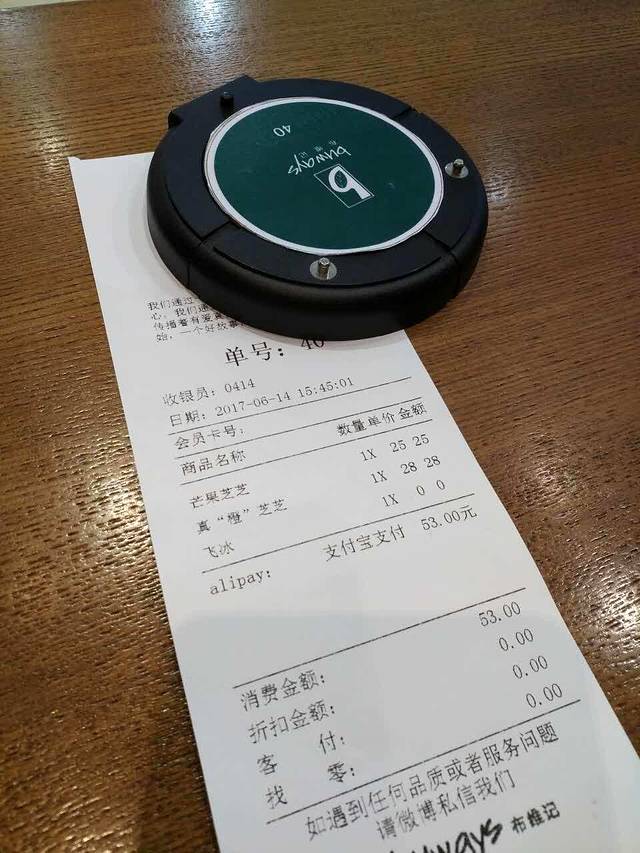 40
buways
布维记
b
我们通过
心，我们通
传播着有爱真
始，一个好故事
单号：40
收银员：0414
日期：2017-06-14 15:45:01
会员卡号：
商品名称 数量单价金额
芒果芝芝 1X 25 25
真“橙”芝芝 1X 28 28
飞冰 1X 0 0
alipay: 支付宝支付 53.00元
消费金额： 53.00
折扣金额： 0.00
客 付： 0.00
找 零： 0.00
如遇到任何品质或者服务问题
请微博私信我们
buways 布维记